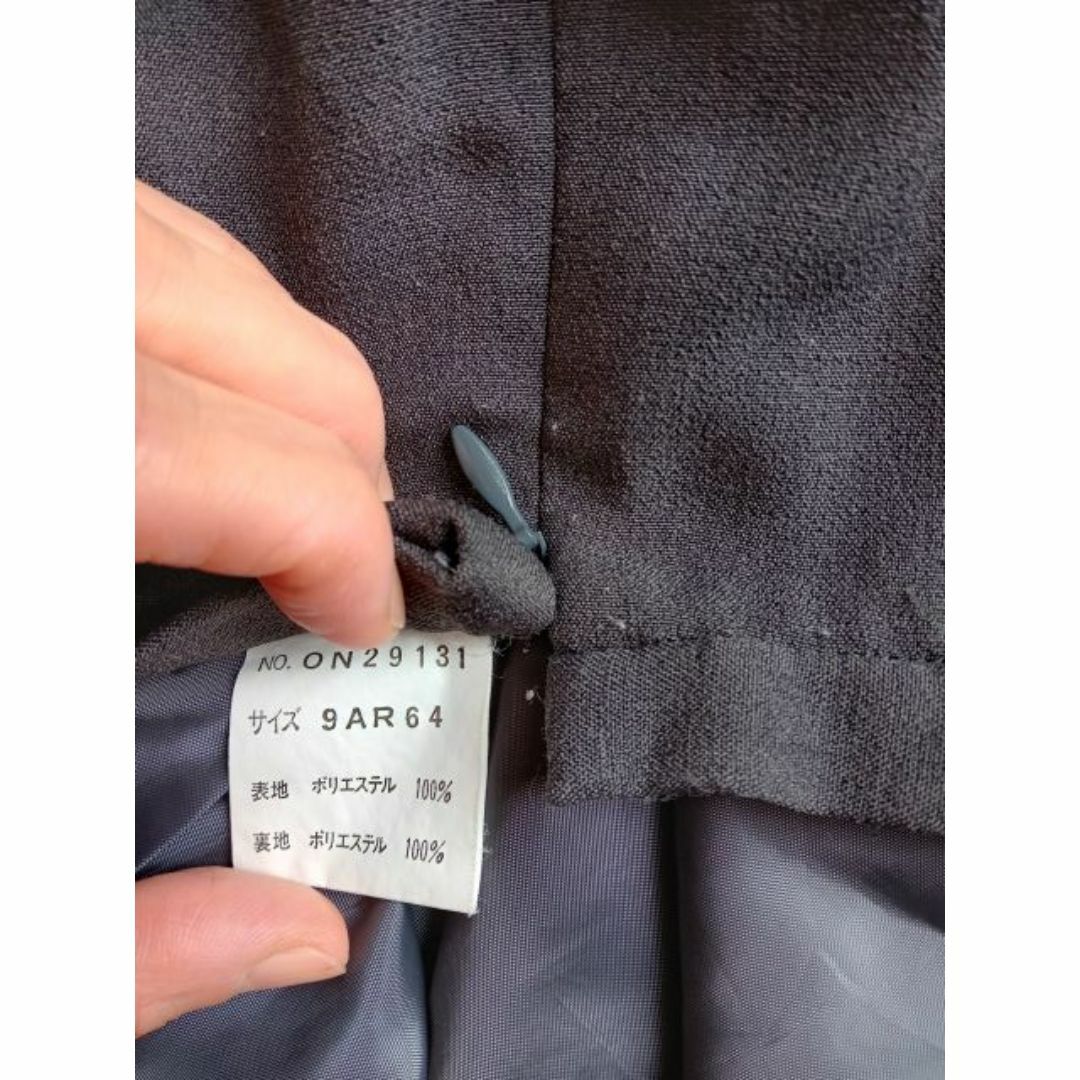 NO. ON29131
サイズ 9AR64
表地 ポリエステル 100%
裏地 ポリエステル 100%